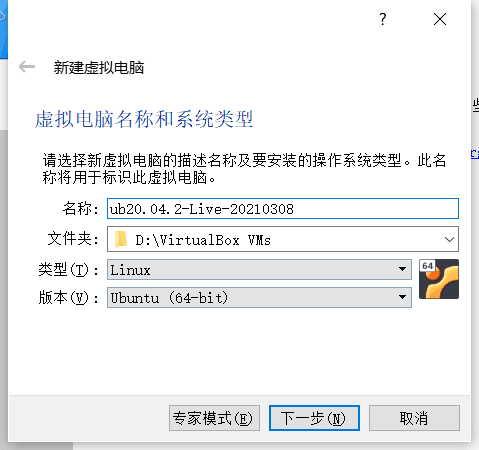 ?
新建虚拟电脑
虚拟电脑名称和系统类型
请选择新虚拟电脑的描述名称及要安装的操作系统类型。此名
称将用于标识此虚拟电脑。
名称: ub20.04.2-Live-20210308
文件夹: D:\VirtualBox VMs
类型(T): Linux
64
版本(V): Ubuntu (64-bit)
专家模式(E) 下一步(N) 取消